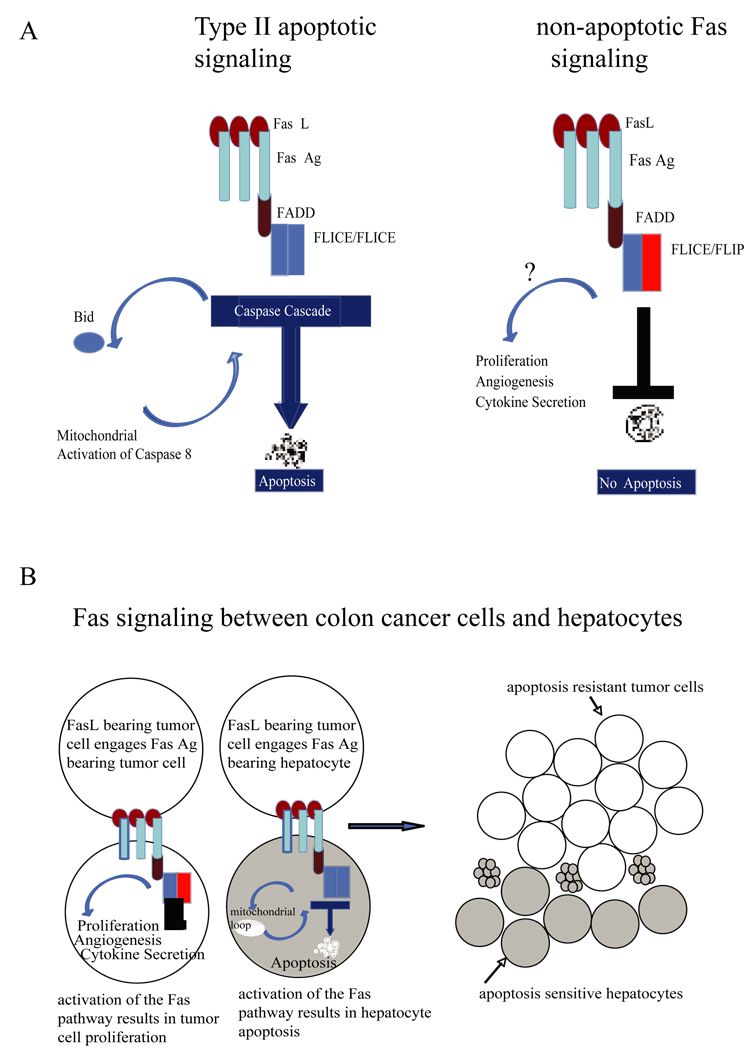 A
Type II apoptotic
signaling
Fas L
Fas Ag
FADD
FLICE/FLICE
Bid
Caspase Cascade
Mitochondrial
Activation of Caspase 8
Apoptosis
non-apoptotic Fas
signaling
FasL
Fas Ag
FADD
FLICE/FLIP
?
Proliferation
Angiogenesis
Cytokine Secretion
No Apoptosis
B
Fas signaling between colon cancer cells and hepatocytes
FasL bearing tumor
cell engages Fas Ag
bearing tumor cell
Proliferation
Angiogenesis
Cytokine Secretion
activation of the Fas
pathway results in tumor
cell proliferation
FasL bearing tumor
cell engages Fas Ag
bearing hepatocyte
mitochondrial
loop
Apoptosis
activation of the Fas
pathway results in hepatocyte
apoptosis
apoptosis resistant tumor cells
apoptosis sensitive hepatocytes